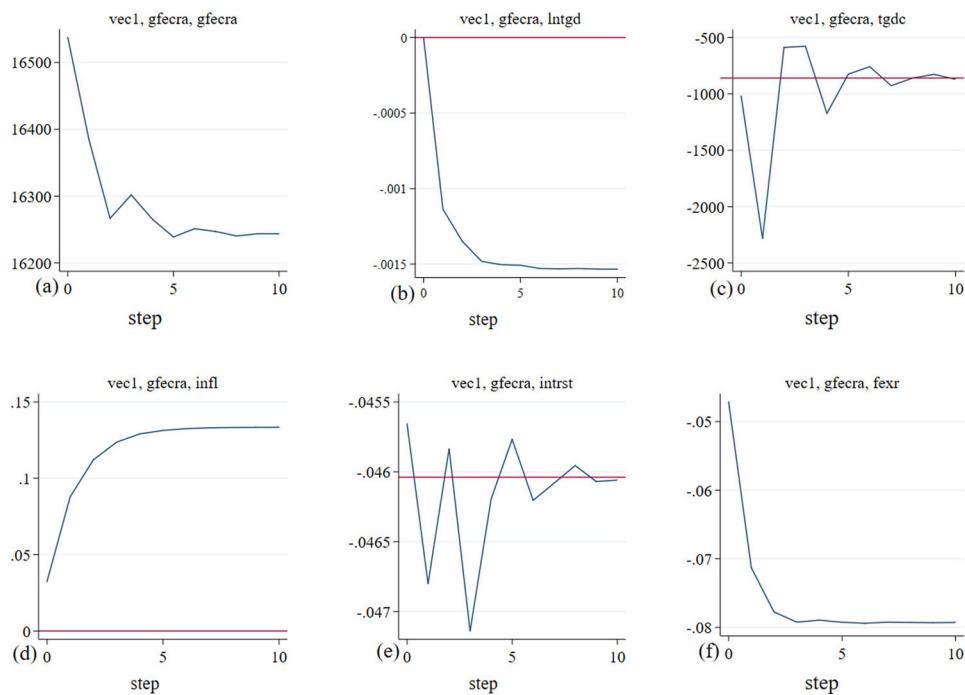 vec1, gfecra, gfecra
16500
16400
16300
16200
(a)
0
5
10
step
vec1, gfecra, lntgd
0
-.0005
-.001
-.0015
(b)
0
5
10
step
vec1, gfecra, tgdc
-500
-1000
-1500
-2000
-2500
(c)
0
5
10
step
vec1, gfecra, infl
.15
.1
.05
0
(d)
0
5
10
step
vec1, gfecra, intrst
-.0455
-.046
-.0465
-.047
(e)
0
5
10
step
vec1, gfecra, fexr
-.05
-.06
-.07
-.08
(f)
0
5
10
step